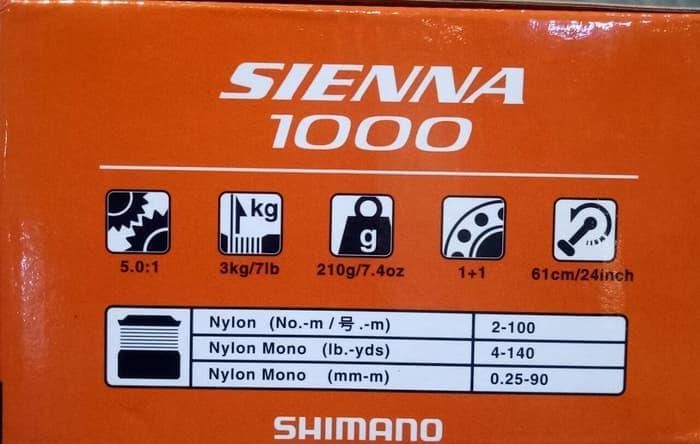 SIENNA
1000
kg
g
5.0:1
3kg/7lb
210g/7.4oz
1+1
61cm/24inch
Nylon (No.-m / 号.-m) 2-100
Nylon Mono (lb.-yds) 4-140
Nylon Mono (mm-m) 0.25-90
SHIMANO